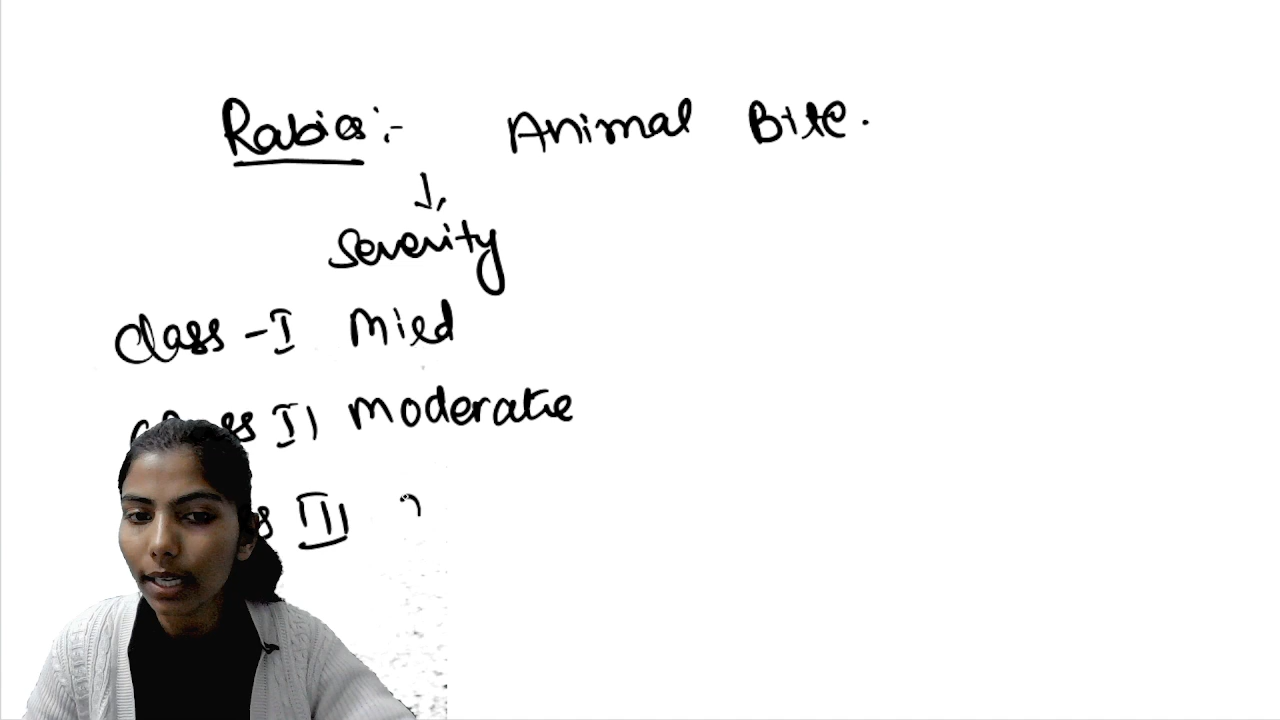 Rabies:- Animal Bite.
↓
Severity
Class - I Mild
II Moderate
III